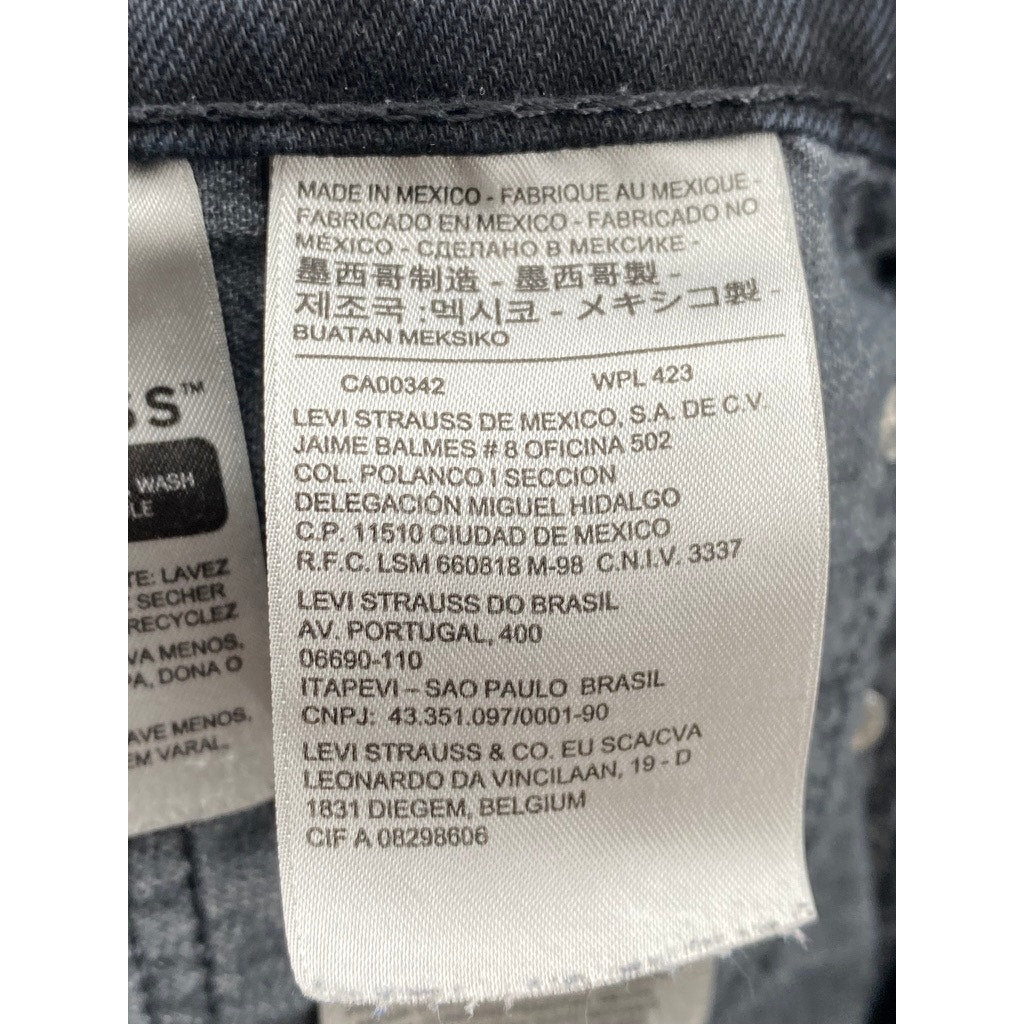 MADE IN MEXICO - FABRIQUE AU MEXIQUE -
FABRICADO EN MEXICO - FABRICADO NO
MÉXICO - СДЕЛАНО В МЕКСИКЕ -
墨西哥制造 - 墨西哥製 -
제조국 :멕시코 - メキシコ製 -
BUATAN MEKSIKO
CA00342 WPL 423
LEVI STRAUSS DE MEXICO, S.A. DE C.V.
JAIME BALMES # 8 OFICINA 502
COL. POLANCO I SECCION
DELEGACIÓN MIGUEL HIDALGO
C.P. 11510 CIUDAD DE MEXICO
R.F.C. LSM 660818 M-98 C.N.I.V. 3337
LEVI STRAUSS DO BRASIL
AV. PORTUGAL, 400
06690-110
ITAPEVI – SAO PAULO BRASIL
CNPJ: 43.351.097/0001-90
LEVI STRAUSS & CO. EU SCA/CVA
LEONARDO DA VINCILAAN, 19 - D
1831 DIEGEM, BELGIUM
CIF A 08298606
SS™
WASH
LE
TE: LAVEZ
SECHER
RECYCLEZ
VA MENOS,
PA, DONA O
AVE MENOS,
EM VARAL.